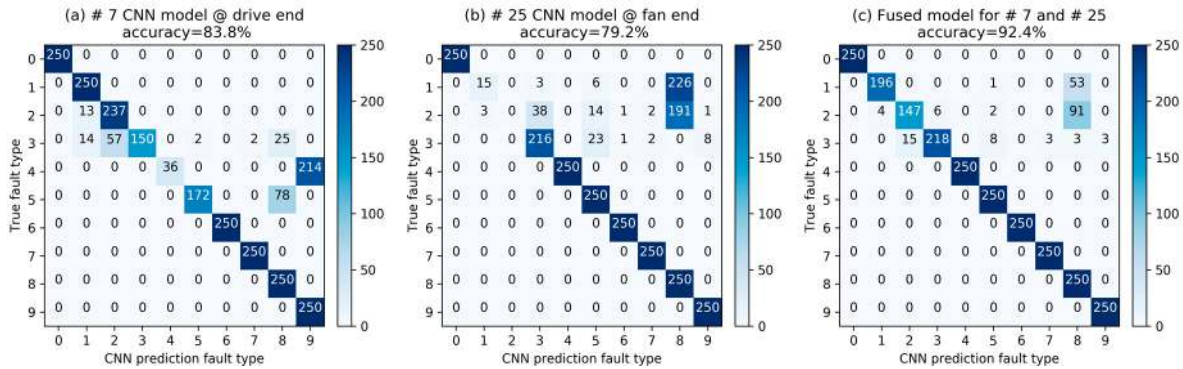 (a) # 7 CNN model @ drive end
accuracy=83.8%
True fault type
0 250 0 0 0 0 0 0 0 0 0
1 0 250 0 0 0 0 0 0 0 0
2 0 13 237 0 0 0 0 0 0 0
3 0 14 57 150 0 2 0 2 25 0
4 0 0 0 0 36 0 0 0 0 214
5 0 0 0 0 0 172 0 0 78 0
6 0 0 0 0 0 0 250 0 0 0
7 0 0 0 0 0 0 0 250 0 0
8 0 0 0 0 0 0 0 0 250 0
9 0 0 0 0 0 0 0 0 0 250
0 1 2 3 4 5 6 7 8 9
CNN prediction fault type
250
200
150
100
50
0
(b) # 25 CNN model @ fan end
accuracy=79.2%
True fault type
0 250 0 0 0 0 0 0 0 0 0
1 0 15 0 3 0 6 0 0 226 0
2 0 3 0 38 0 14 1 2 191 1
3 0 0 0 216 0 23 1 2 0 8
4 0 0 0 0 250 0 0 0 0 0
5 0 0 0 0 0 250 0 0 0 0
6 0 0 0 0 0 0 250 0 0 0
7 0 0 0 0 0 0 0 250 0 0
8 0 0 0 0 0 0 0 0 250 0
9 0 0 0 0 0 0 0 0 0 250
0 1 2 3 4 5 6 7 8 9
CNN prediction fault type
250
200
150
100
50
0
(c) Fused model for # 7 and # 25
accuracy=92.4%
True fault type
0 250 0 0 0 0 0 0 0 0 0
1 0 196 0 0 0 1 0 0 53 0
2 0 4 147 6 0 2 0 0 91 0
3 0 0 15 218 0 8 0 3 3 3
4 0 0 0 0 250 0 0 0 0 0
5 0 0 0 0 0 250 0 0 0 0
6 0 0 0 0 0 0 250 0 0 0
7 0 0 0 0 0 0 0 250 0 0
8 0 0 0 0 0 0 0 0 250 0
9 0 0 0 0 0 0 0 0 0 250
0 1 2 3 4 5 6 7 8 9
CNN prediction fault type
250
200
150
100
50
0